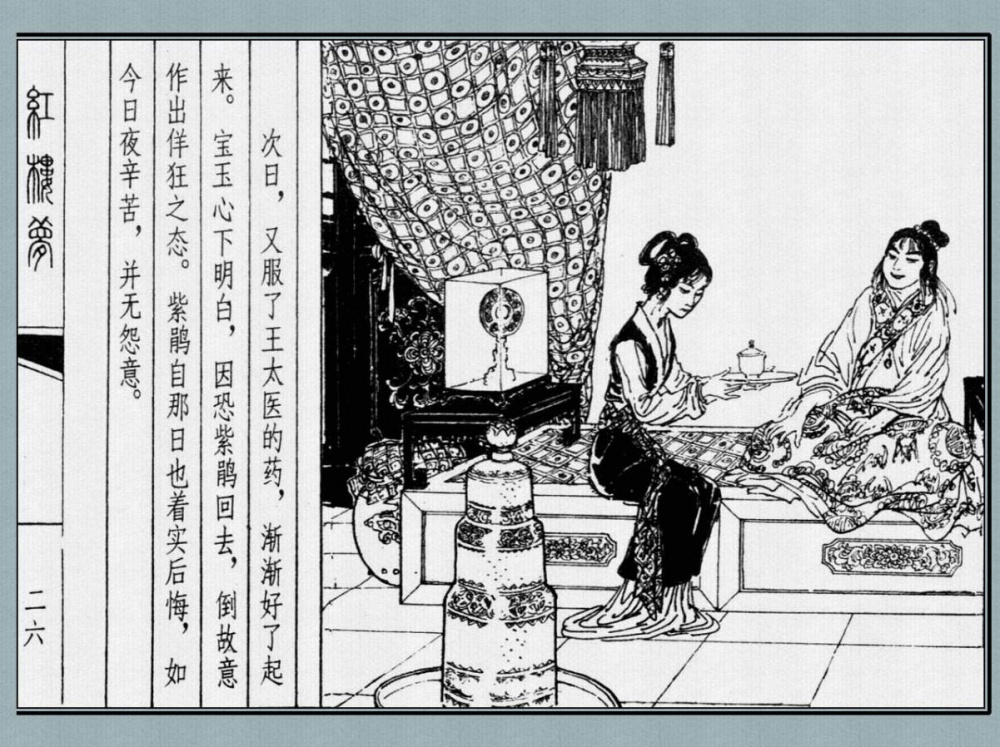 次日，又服了王太医的药，渐渐好了起
来。宝玉心下明白，因恐紫鹃回去，倒故意
作出佯狂之态。紫鹃自那日也着实后悔，如
今日夜辛苦，并无怨意。
紅樓夢
二六